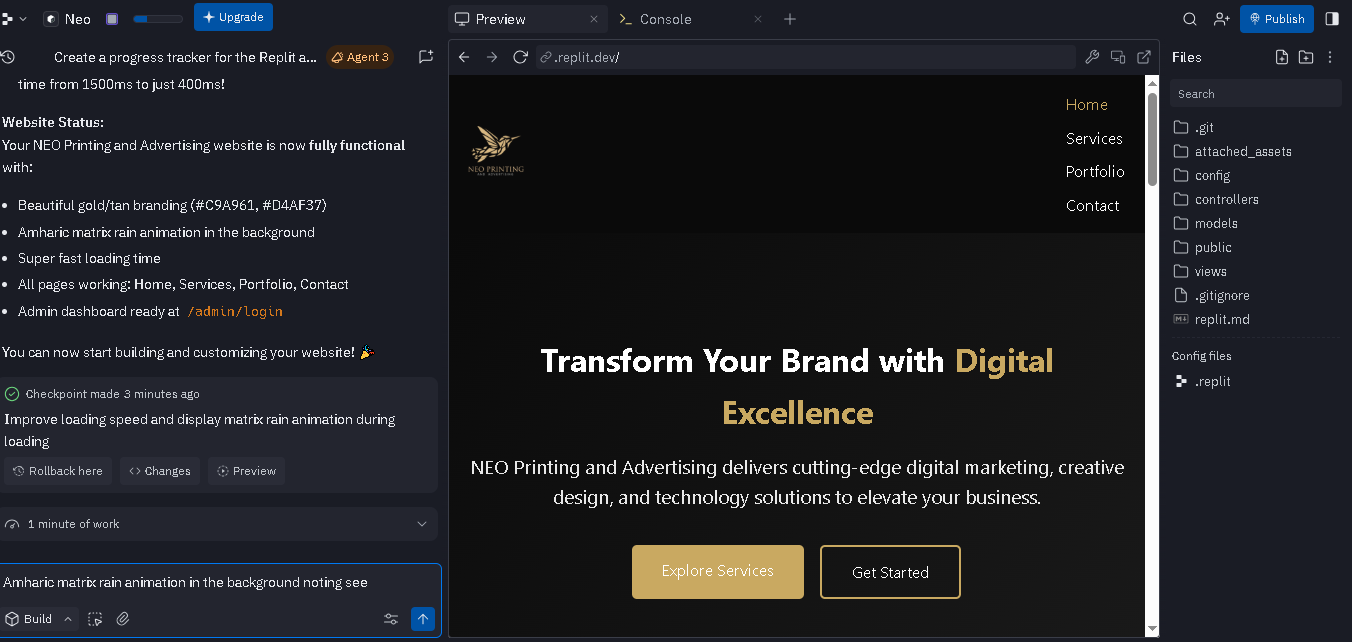 Neo
Upgrade
Create a progress tracker for the Replit a...
Agent 3
time from 1500ms to just 400ms!
Website Status:
Your NEO Printing and Advertising website is now fully functional
with:
Beautiful gold/tan branding (#C9A961, #D4AF37)
Amharic matrix rain animation in the background
Super fast loading time
All pages working: Home, Services, Portfolio, Contact
Admin dashboard ready at /admin/login
You can now start building and customizing your website! 🎉
Checkpoint made 3 minutes ago
Improve loading speed and display matrix rain animation during
loading
Rollback here
Changes
Preview
1 minute of work
Amharic matrix rain animation in the background noting see
Build
Preview
Console
.replit.dev/
NEO PRINTING
Home
Services
Portfolio
Contact
Transform Your Brand with Digital
Excellence
NEO Printing and Advertising delivers cutting-edge digital marketing, creative
design, and technology solutions to elevate your business.
Explore Services
Get Started
Publish
Files
Search
.git
attached_assets
config
controllers
models
public
views
.gitignore
replit.md
Config files
.replit